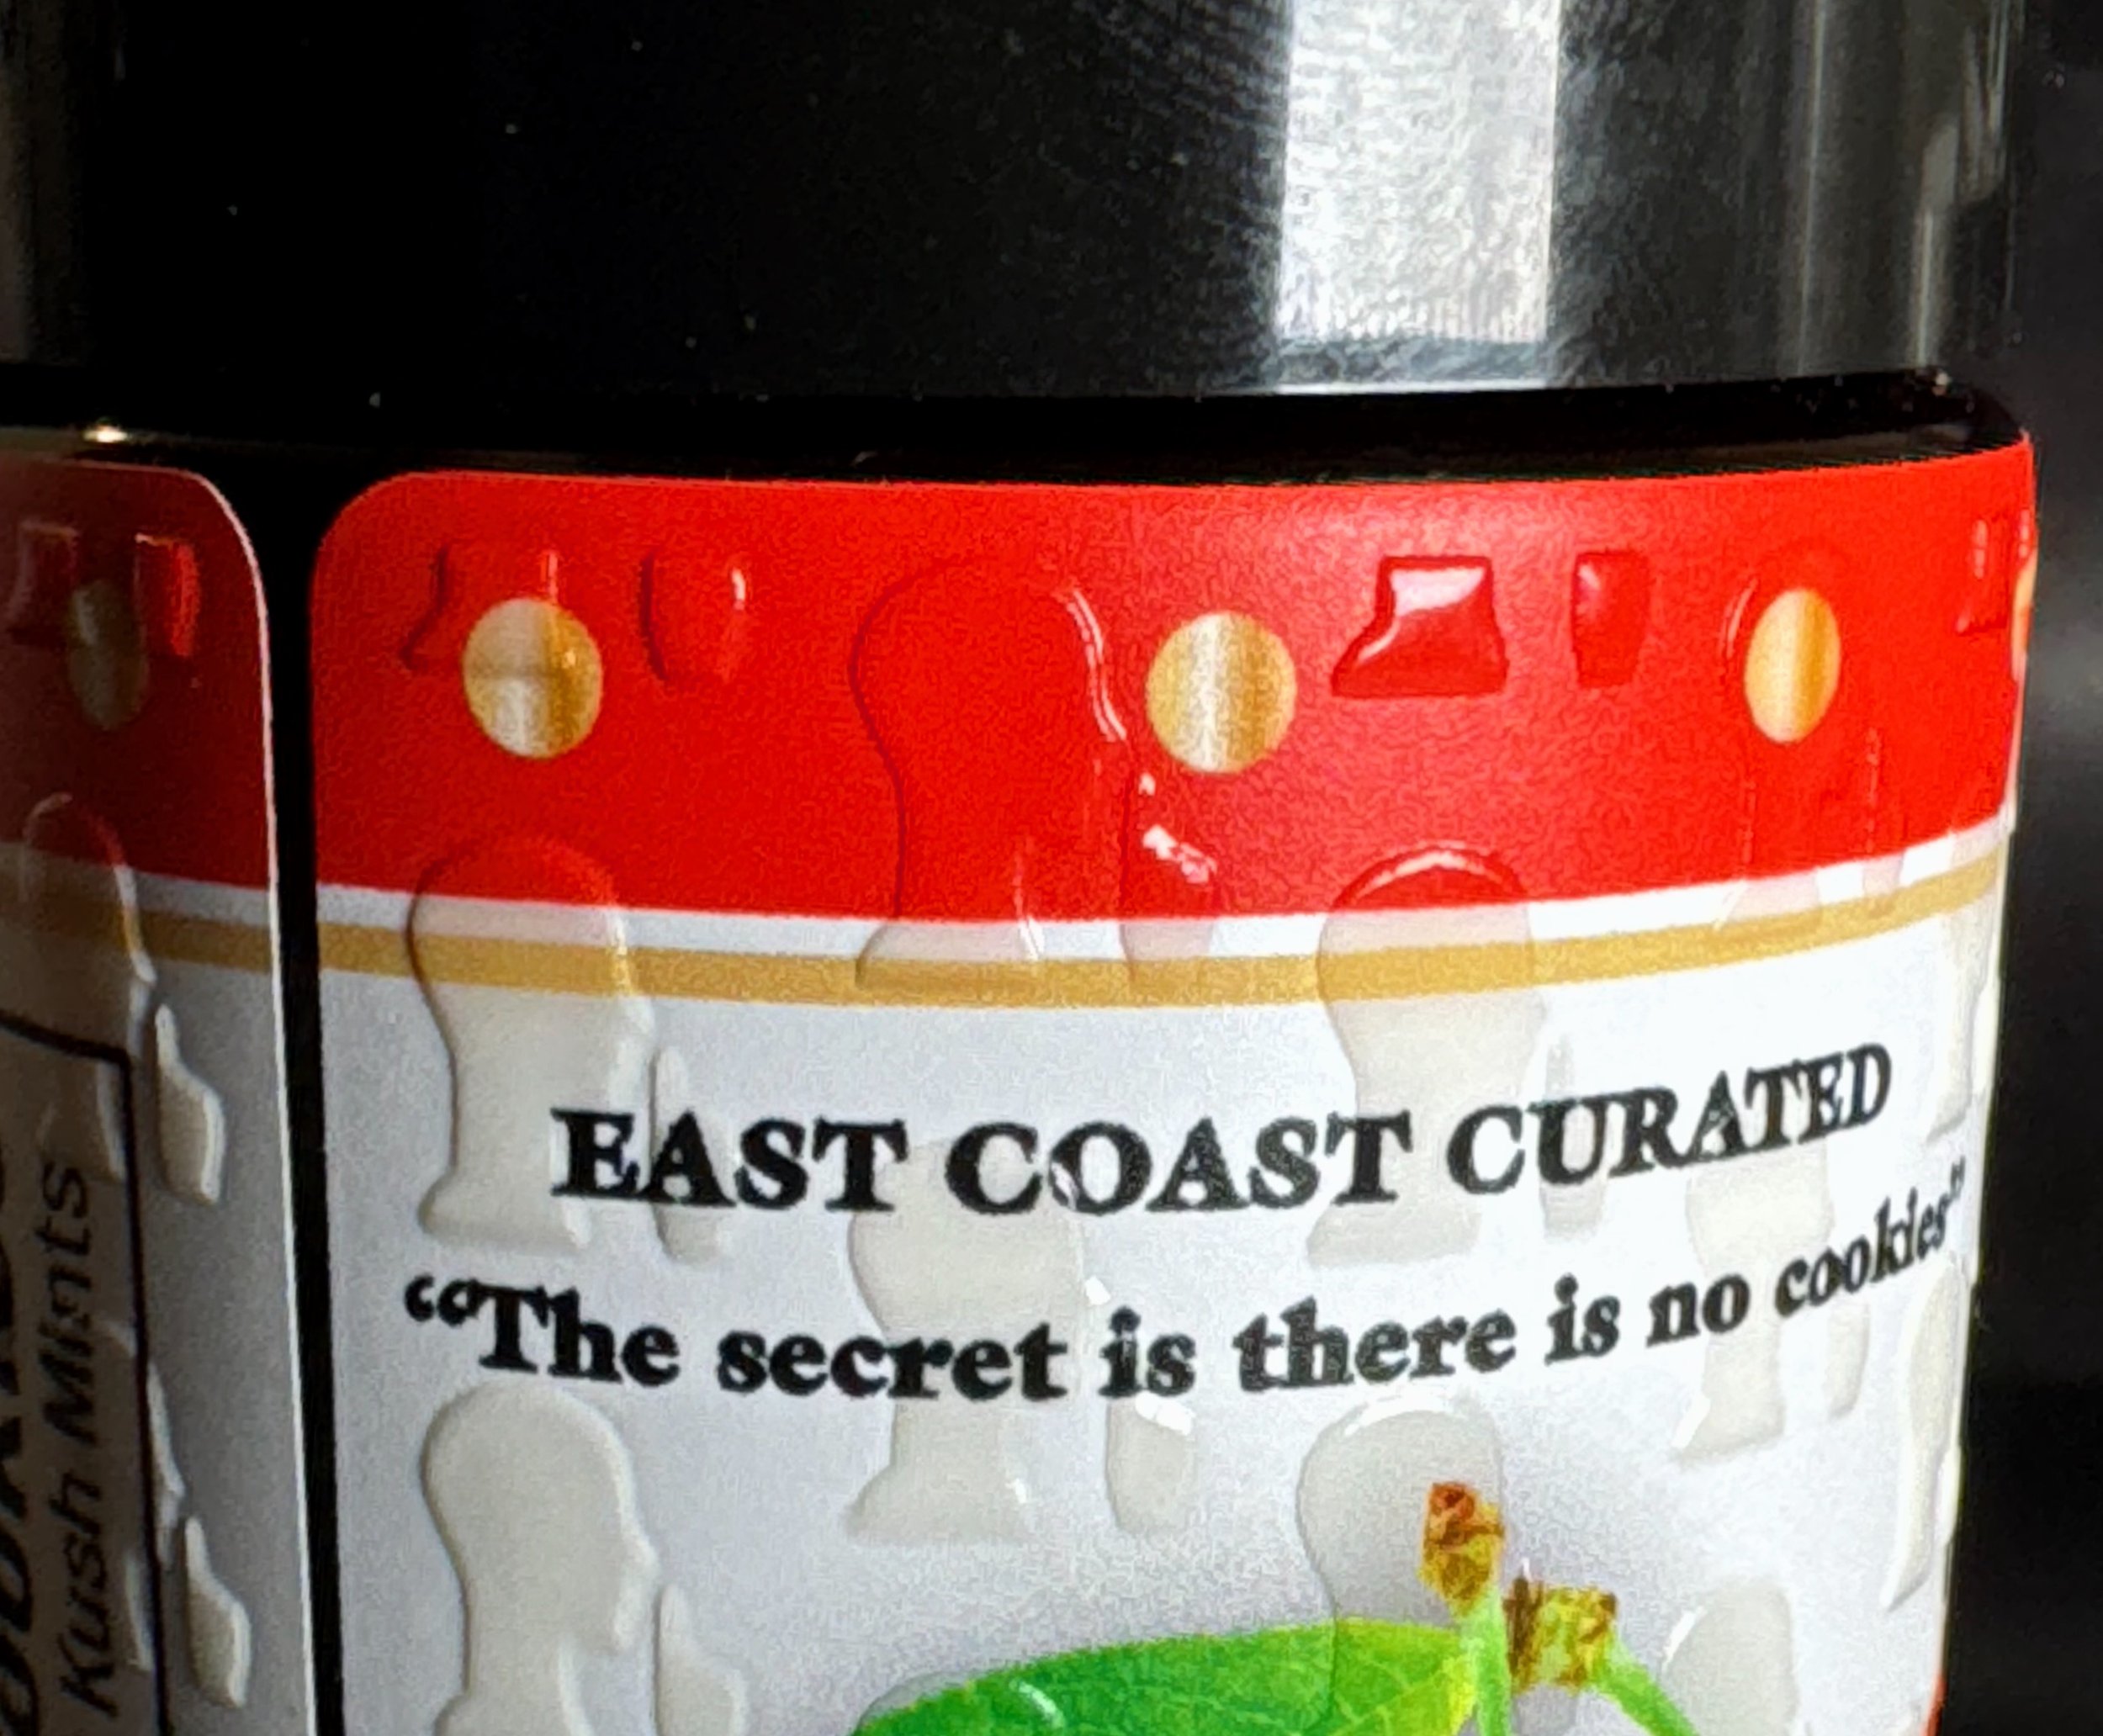 EAST COAST CURATED
“The secret is there is no cookies”
Kush Mints